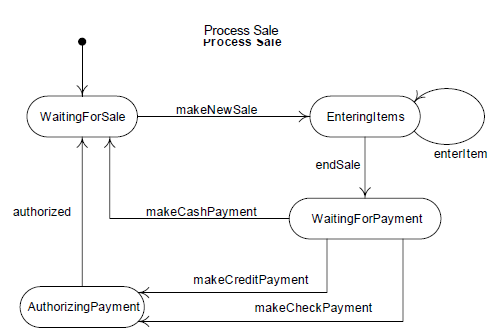 Process Sale
Process Sale
WaitingForSale
makeNewSale
EnteringItems
enterItem
endSale
authorized
makeCashPayment
WaitingForPayment
makeCreditPayment
AuthorizingPayment
makeCheckPayment